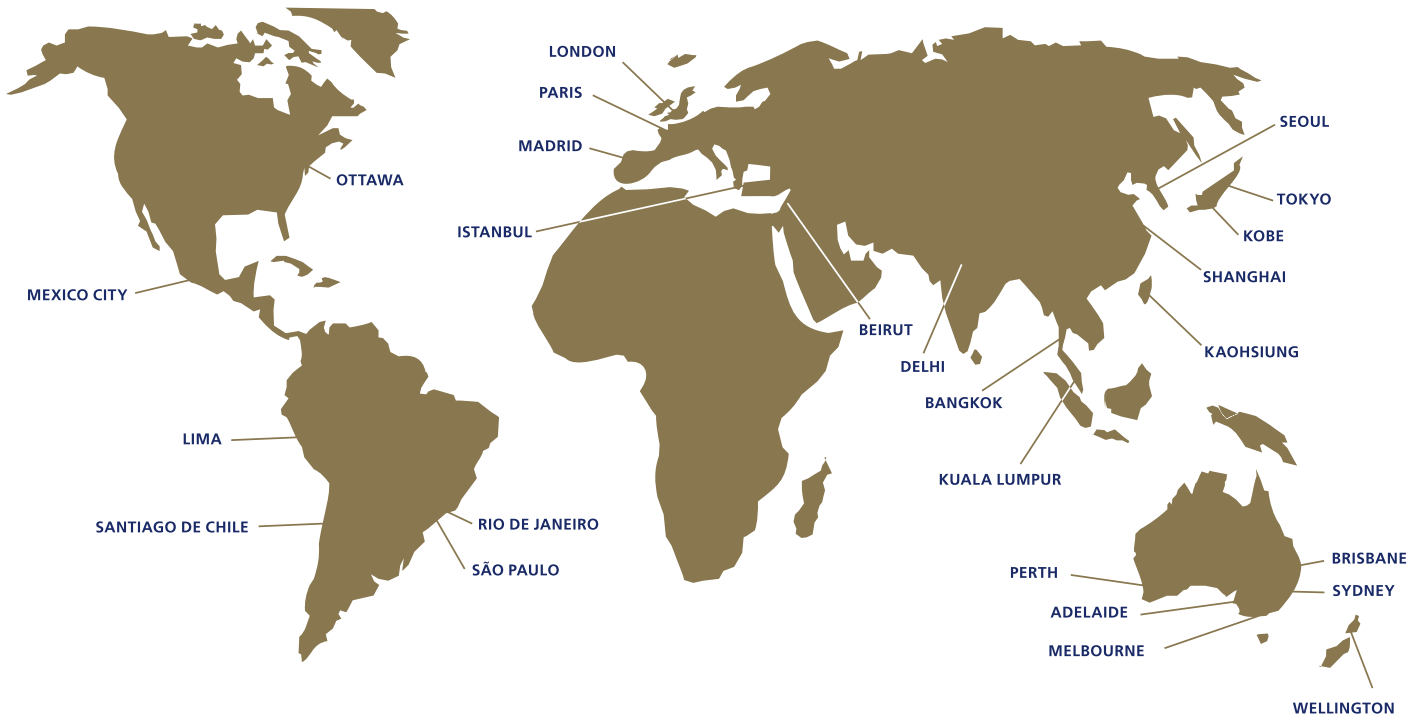 LONDON
PARIS
MADRID
OTTAWA
ISTANBUL
MEXICO CITY
LIMA
SANTIAGO DE CHILE
RIO DE JANEIRO
SÃO PAULO
SEOUL
TOKYO
KOBE
SHANGHAI
BEIRUT
KAOHSIUNG
DELHI
BANGKOK
KUALA LUMPUR
BRISBANE
PERTH
SYDNEY
ADELAIDE
MELBOURNE
WELLINGTON